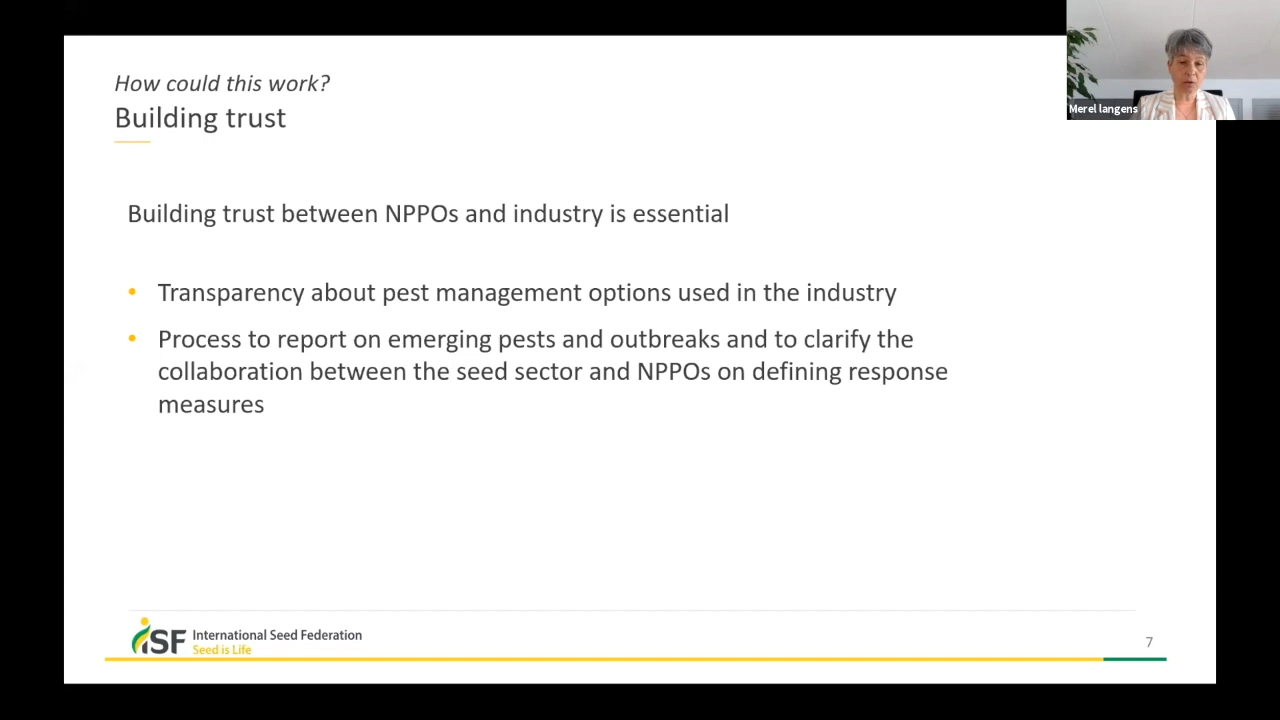 How could this work?
Building trust
Merel langens
Building trust between NPPOs and industry is essential
• Transparency about pest management options used in the industry
• Process to report on emerging pests and outbreaks and to clarify the
collaboration between the seed sector and NPPOs on defining response
measures
iSF International Seed Federation
Seed is Life
7